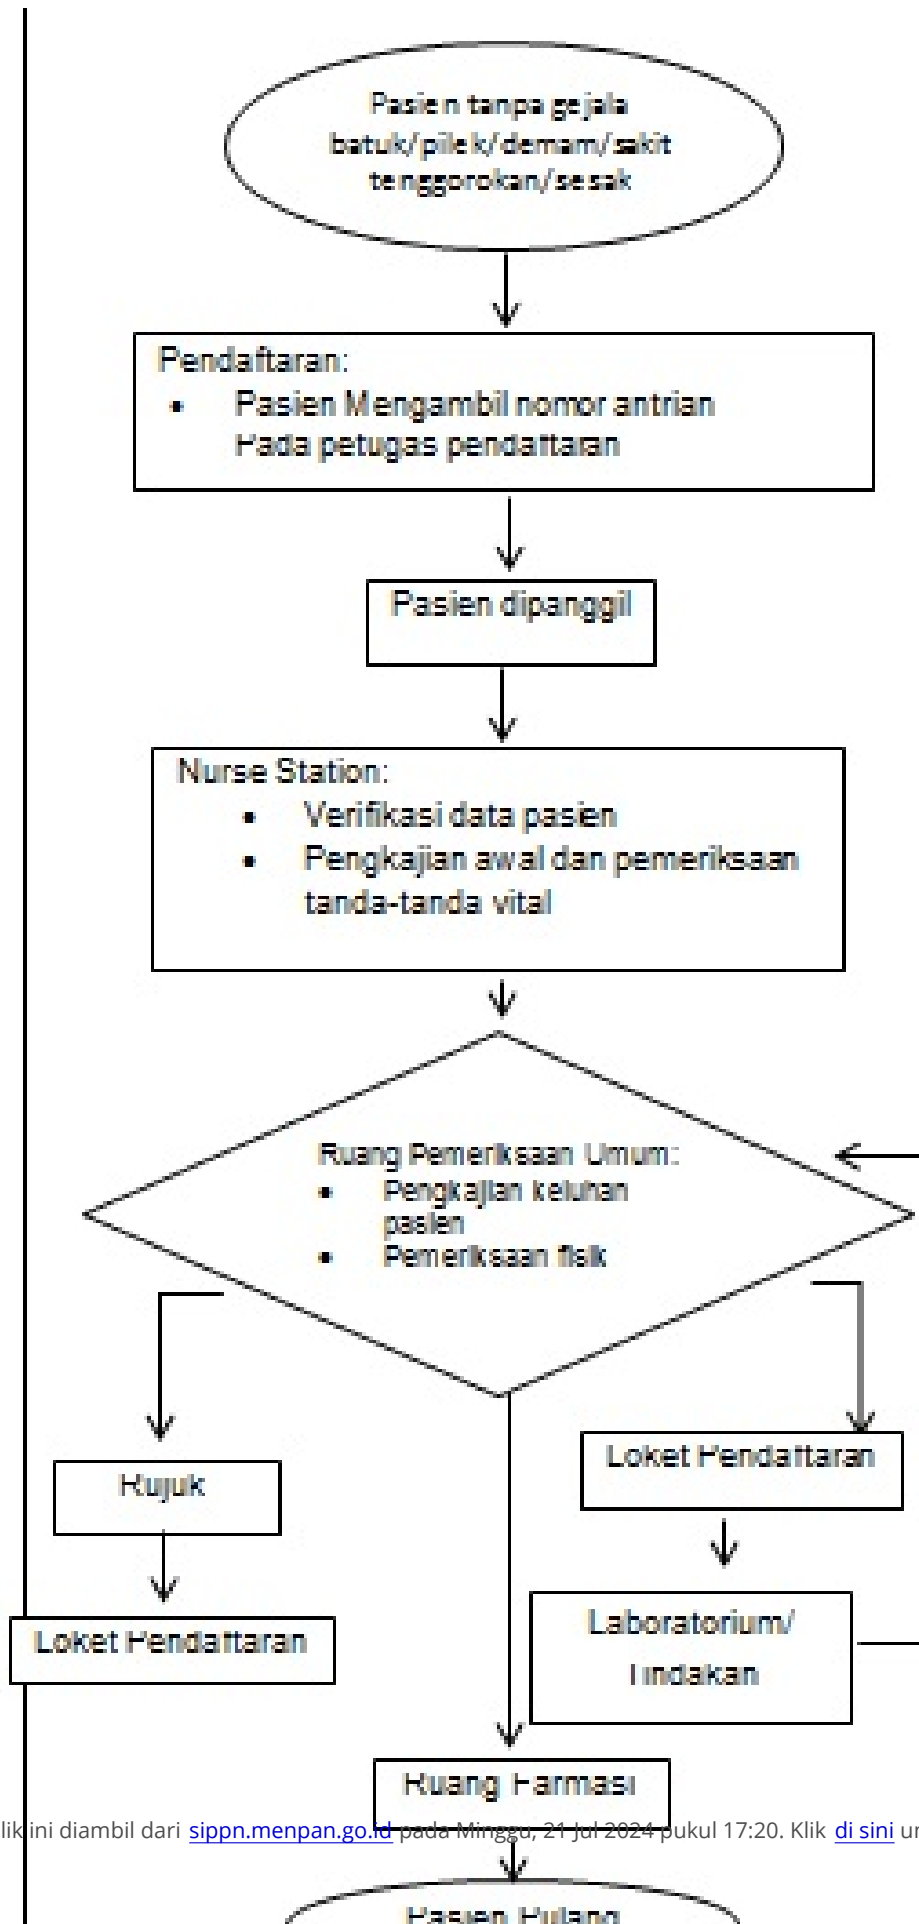 Pasien tanpa gejala
batuk/pilek/demam/sakit
tenggorokan/sesak
Pendaftaran:
• Pasien Mengambil nomor antrian
Pada petugas pendaftaran
Pasien dipanggil
Nurse Station:
• Verifikasi data pasien
• Pengkajian awal dan pemeriksaan
tanda-tanda vital
Ruang Pemeriksaan Umum:
• Pengkajian keluhan
pasien
• Pemeriksaan fisik
Rujuk
Loket Pendaftaran
Loket Pendaftaran
Laboratorium/
Tindakan
Ruang Farmasi
lik ini diambil dari sippn.menpan.go.id pada Minggu, 21 Jul 2024 pukul 17:20. Klik di sini un
Pasien Pulang